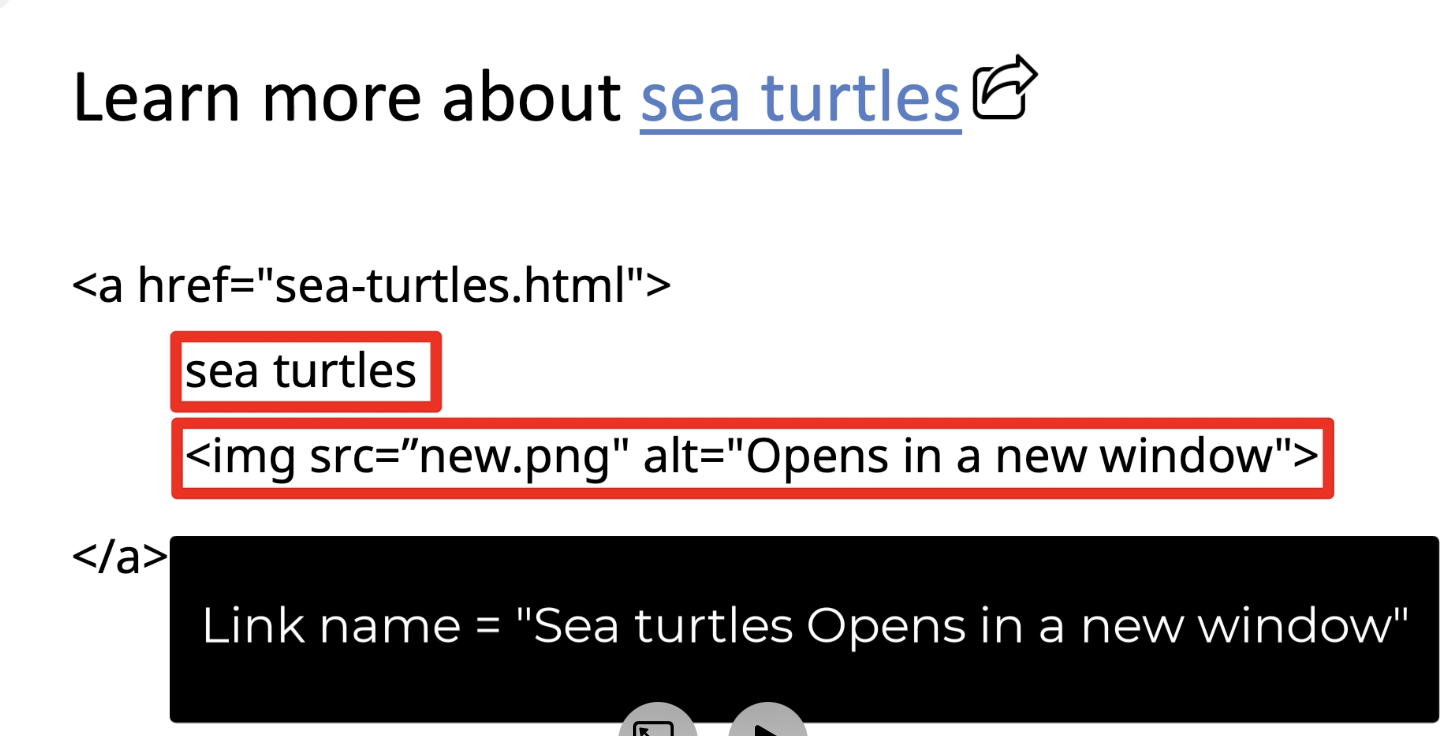 Learn more about sea turtles
<a href="sea-turtles.html">
sea turtles
<img src=”new.png" alt="Opens in a new window">
</a>
Link name = "Sea turtles Opens in a new window"